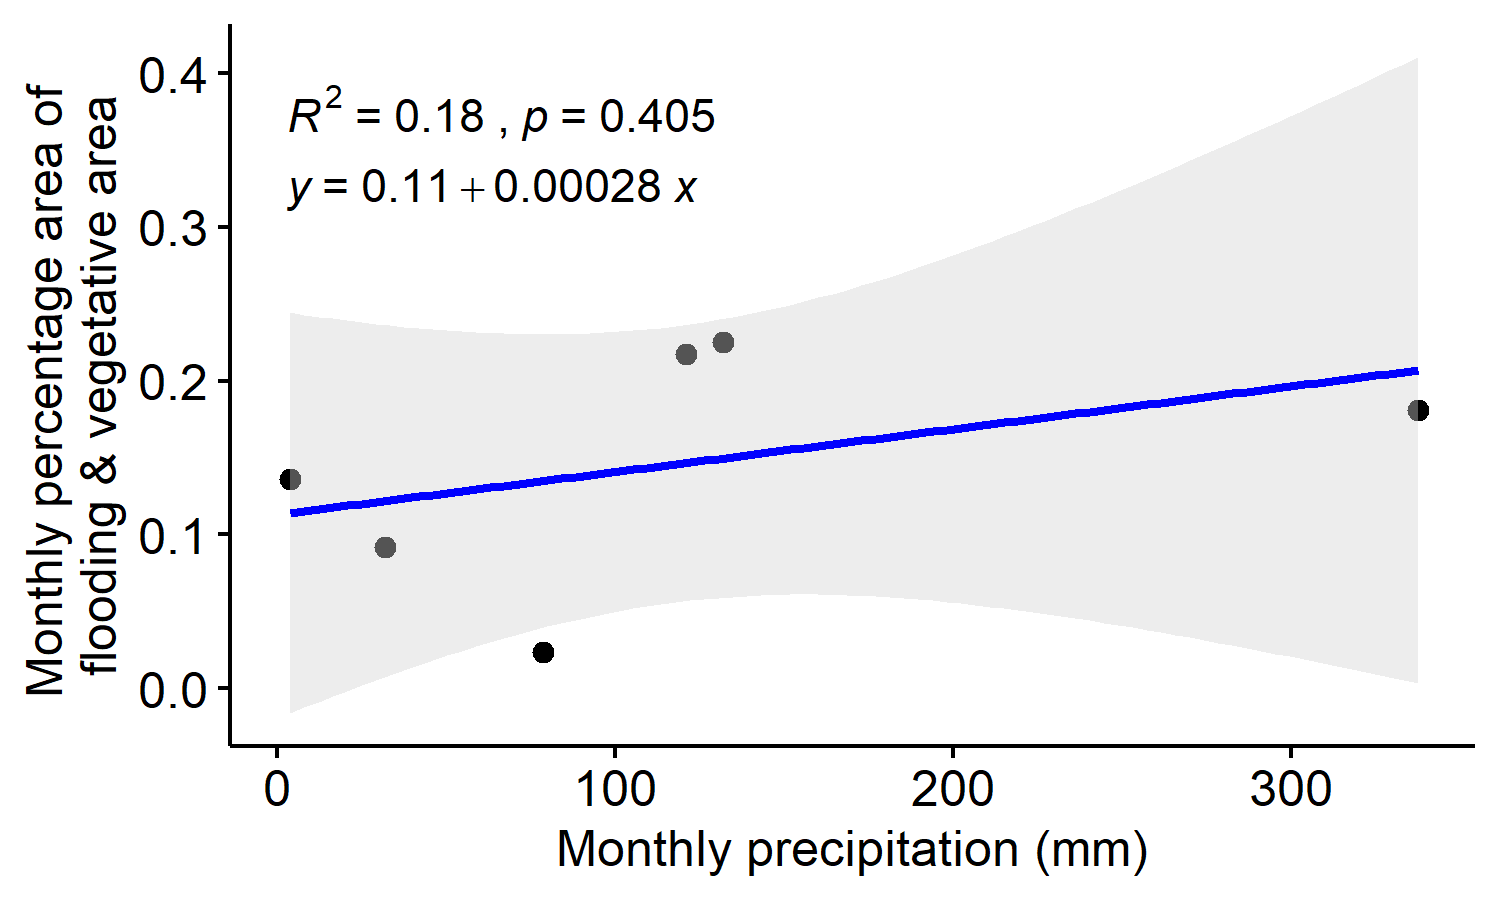 Monthly percentage area of
flooding & vegetative area
0.4
0.3
0.2
0.1
0.0
R² = 0.18 , p = 0.405
y = 0.11 + 0.00028 x
0 100 200 300
Monthly precipitation (mm)